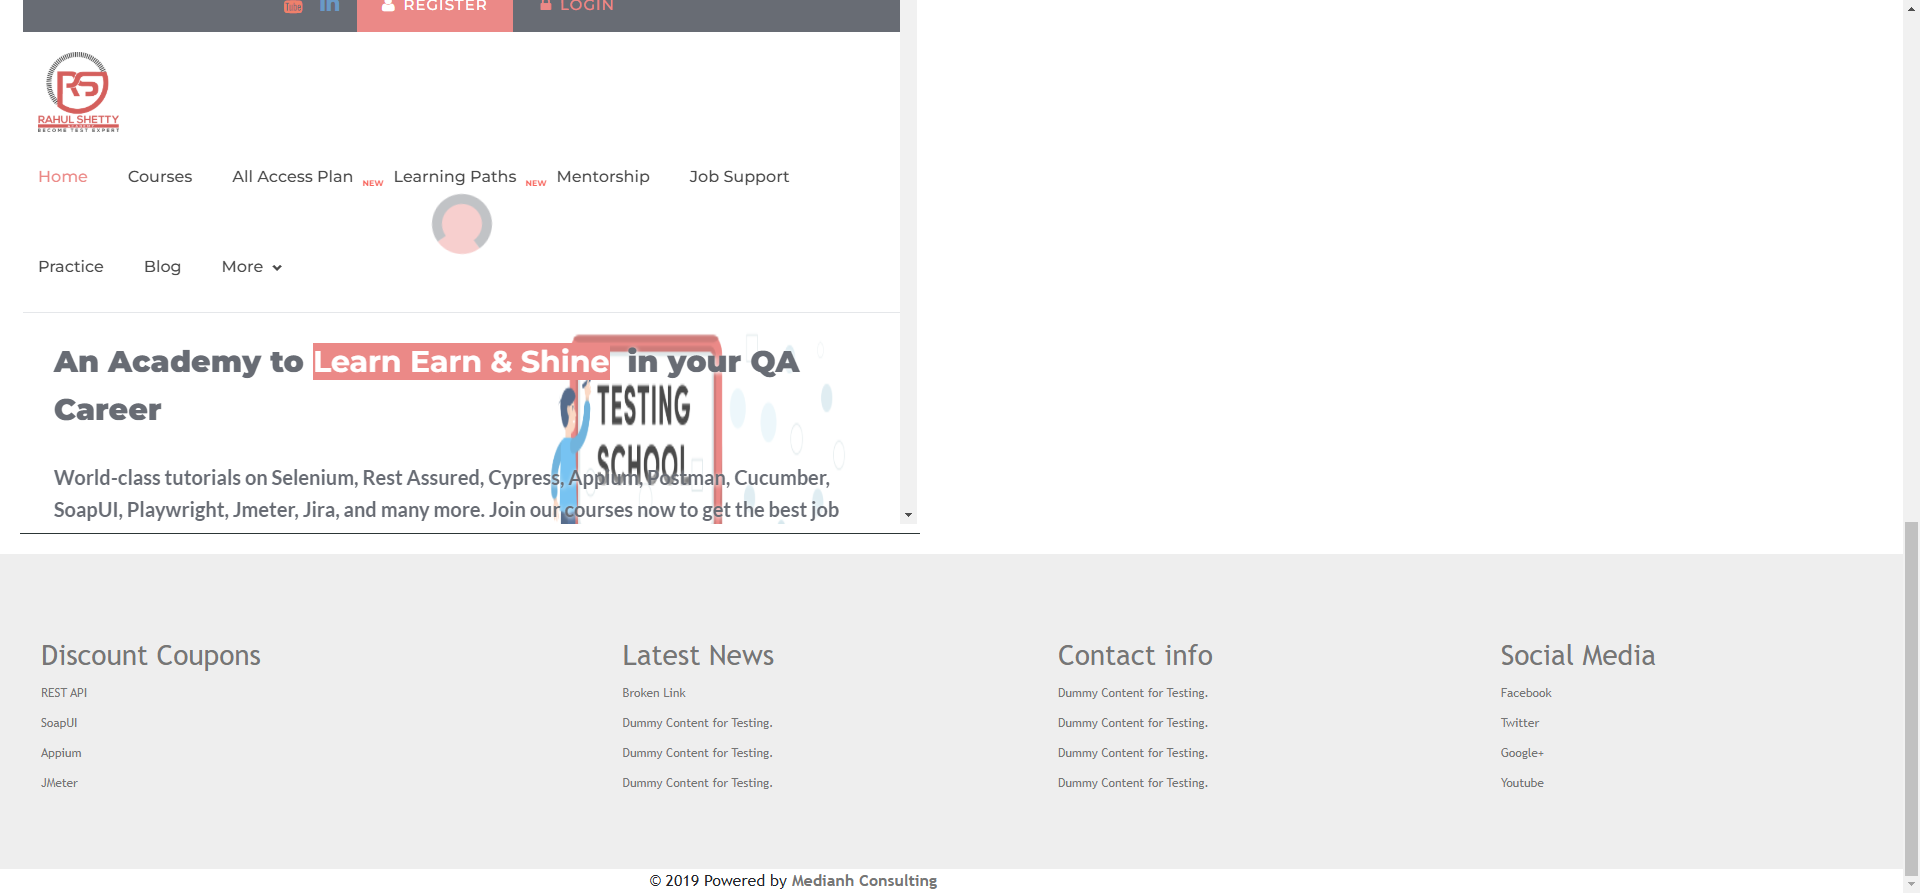 REGISTER
LOGIN
RS
RAHUL SHETTY
ACADEMY
BECOME TEST EXPERT
Home Courses All Access Plan NEW Learning Paths NEW Mentorship Job Support
Practice Blog More
An Academy to Learn Earn & Shine in your QA
Career
TESTING
SCHOOL
World-class tutorials on Selenium, Rest Assured, Cypress, Appium, Postman, Cucumber,
SoapUI, Playwright, Jmeter, Jira, and many more. Join our courses now to get the best job
Discount Coupons
REST API
SoapUI
Appium
JMeter
Latest News
Broken Link
Dummy Content for Testing.
Dummy Content for Testing.
Dummy Content for Testing.
Contact info
Dummy Content for Testing.
Dummy Content for Testing.
Dummy Content for Testing.
Dummy Content for Testing.
Social Media
Facebook
Twitter
Google+
Youtube
© 2019 Powered by Medianh Consulting